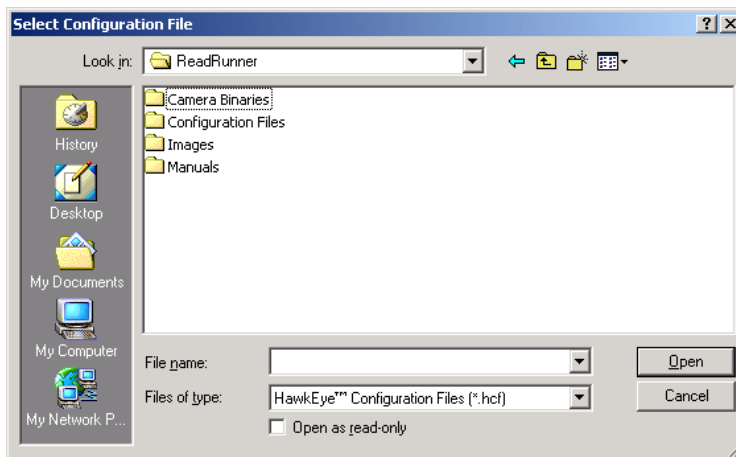 Select Configuration File
Look in: ReadRunner
History
Desktop
My Documents
My Computer
My Network P...
Camera Binaries
Configuration Files
Images
Manuals
File name:
Open
Files of type: HawkEye™ Configuration Files (*.hcf)
Cancel
Open as read-only